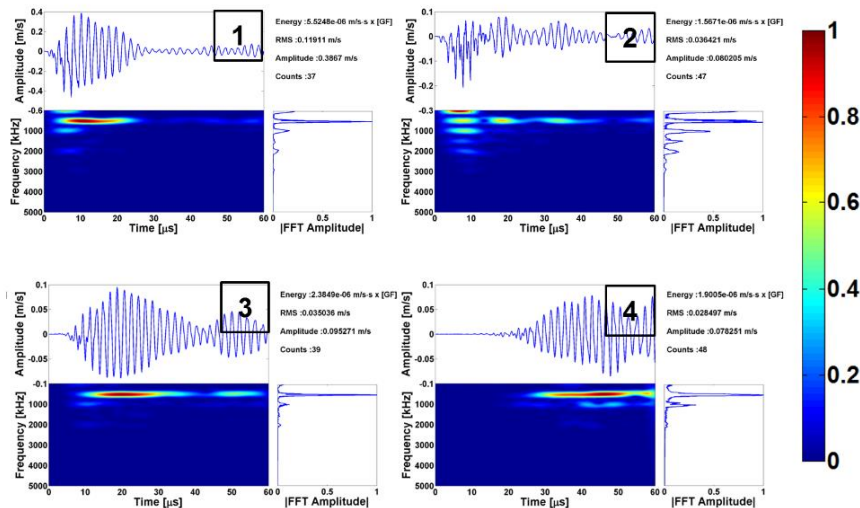 1
Energy :5.5248e-06 m/s·s x [GF]
RMS :0.11911 m/s
Amplitude :0.3867 m/s
Counts :37
Amplitude [m/s]
0.4
0.2
0
-0.2
-0.4
-0.6
Frequency [kHz]
1000
2000
3000
4000
5000
0 10 20 30 40 50 60
Time [µs]
0 0.5 1
|FFT Amplitude|
2
Energy :1.5671e-06 m/s·s x [GF]
RMS :0.036421 m/s
Amplitude :0.080205 m/s
Counts :47
Amplitude [m/s]
0.1
0
-0.1
-0.2
-0.3
Frequency [kHz]
1000
2000
3000
4000
5000
0 10 20 30 40 50 60
Time [µs]
0 0.5 1
|FFT Amplitude|
3
Energy :2.3849e-06 m/s·s x [GF]
RMS :0.035036 m/s
Amplitude :0.095271 m/s
Counts :39
Amplitude [m/s]
0.1
0.05
0
-0.05
-0.1
Frequency [kHz]
1000
2000
3000
4000
5000
0 10 20 30 40 50 60
Time [µs]
0 0.5 1
|FFT Amplitude|
4
Energy :1.9005e-06 m/s·s x [GF]
RMS :0.028497 m/s
Amplitude :0.078251 m/s
Counts :48
Amplitude [m/s]
0.1
0.05
0
-0.05
-0.1
Frequency [kHz]
1000
2000
3000
4000
5000
0 10 20 30 40 50 60
Time [µs]
0 0.5 1
|FFT Amplitude|
1
0.8
0.6
0.4
0.2
0